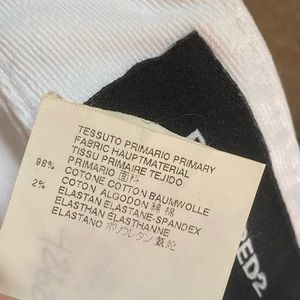 TESSUTO PRIMARIO PRIMARY
FABRIC HAUPTMATERIAL
TISSU PRIMAIRE TEJIDO
PRIMARIO 面料
98% COTONE COTTON BAUMWOLLE
COTON ALGODON 綿 棉
2% ELASTAN ELASTANE-SPANDEX
ELASTHAN ELASTHANNE
ELASTANO ポリウレタン 氨纶